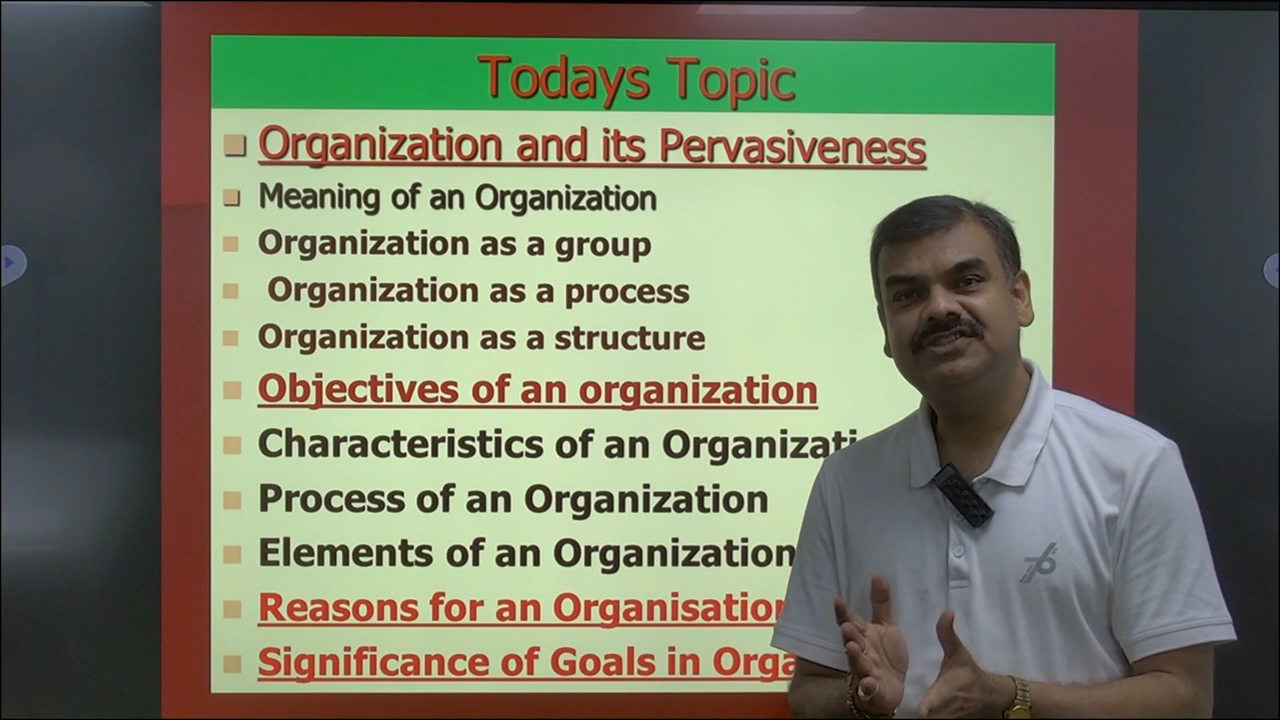 Todays Topic
Organization and its Pervasiveness
Meaning of an Organization
Organization as a group
Organization as a process
Organization as a structure
Objectives of an organization
Characteristics of an Organizati
Process of an Organization
Elements of an Organization
Reasons for an Organisation
Significance of Goals in Orga
76